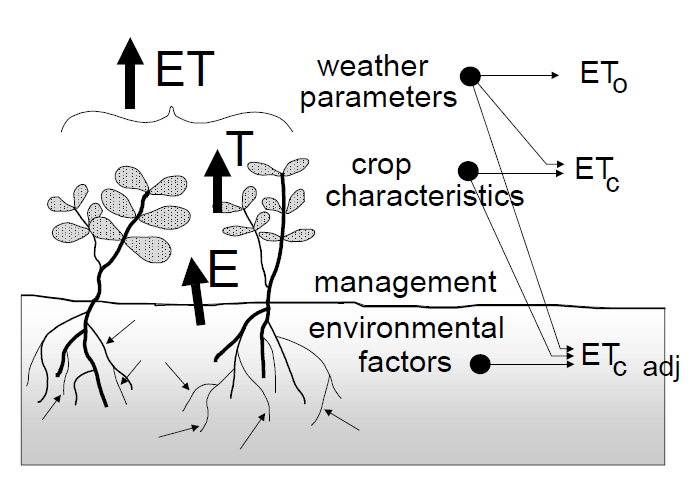 ET
T
E
weather
parameters
crop
characteristics
management
environmental
factors
ETo
ETc
ETc adj